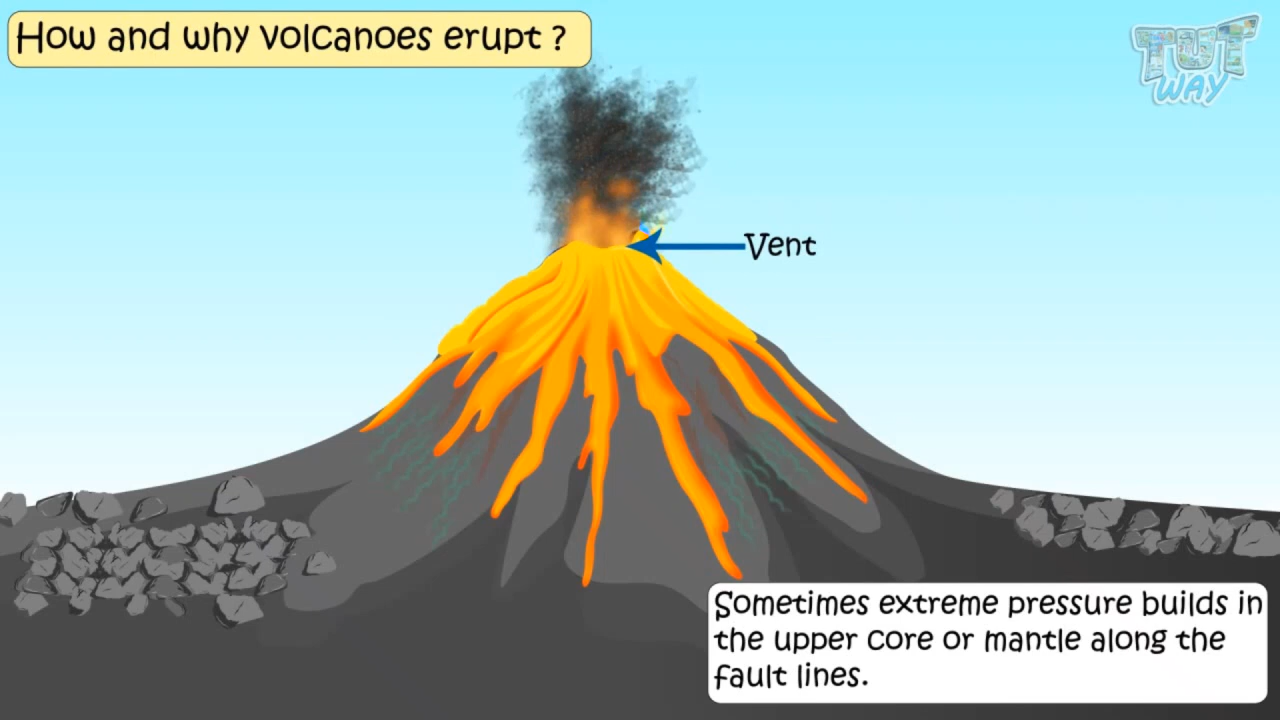 How and why volcanoes erupt ?
TUT
WAY
Vent
Sometimes extreme pressure builds in
the upper core or mantle along the
fault lines.